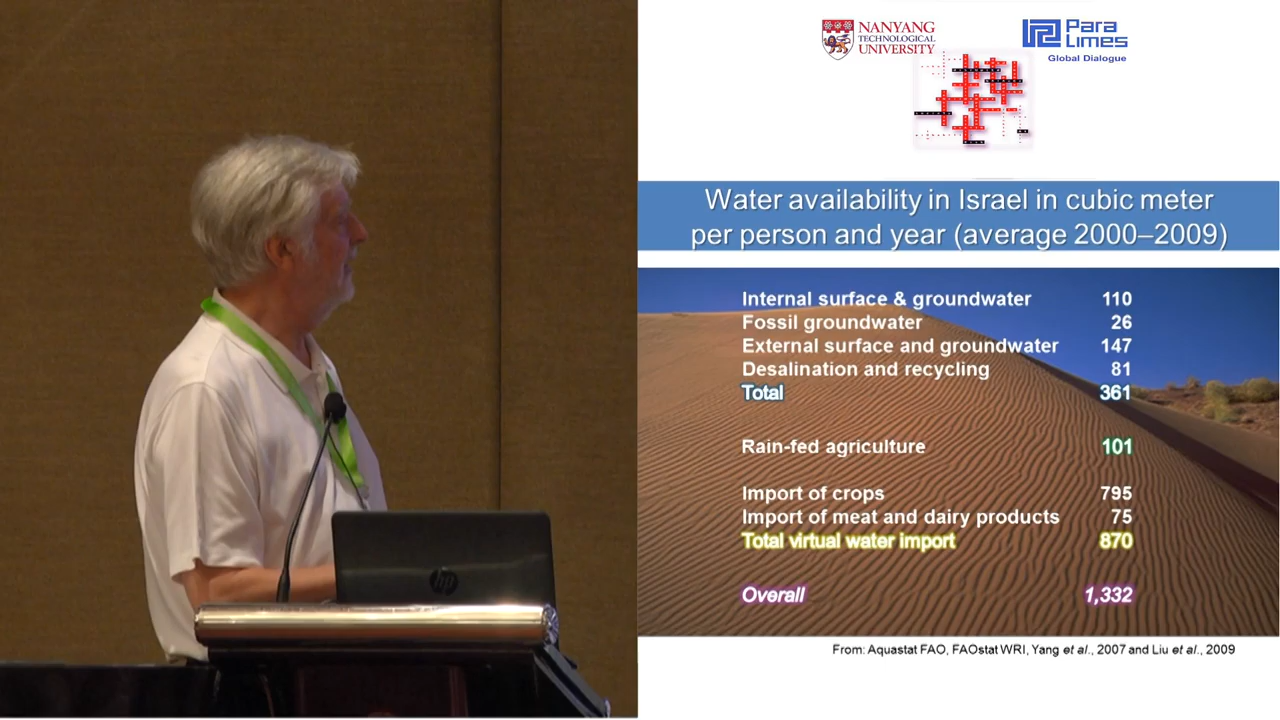 NANYANG
TECHNOLOGICAL
UNIVERSITY
Para
Limes
Global Dialogue
Water availability in Israel in cubic meter
per person and year (average 2000–2009)
Internal surface & groundwater 110
Fossil groundwater 26
External surface and groundwater 147
Desalination and recycling 81
Total 361
Rain-fed agriculture 101
Import of crops 795
Import of meat and dairy products 75
Total virtual water import 870
Overall 1,332
hp
From: Aquastat FAO, FAOstat WRI, Yang et al., 2007 and Liu et al., 2009